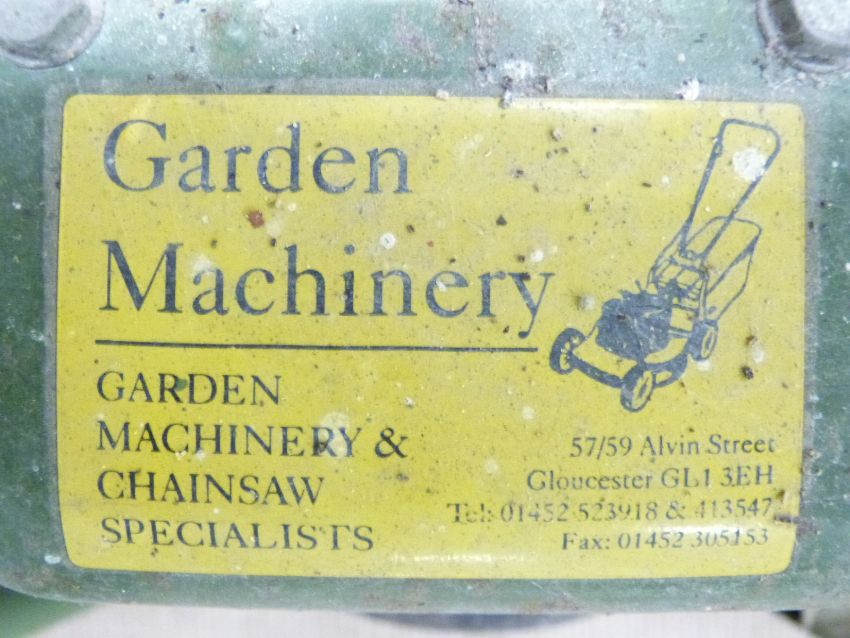 Garden
Machinery
GARDEN
MACHINERY &
CHAINSAW
SPECIALISTS
57/59 Alvin Street
Gloucester GL1 3EH
Tel: 01452 523918 & 413547
Fax: 01452 305153